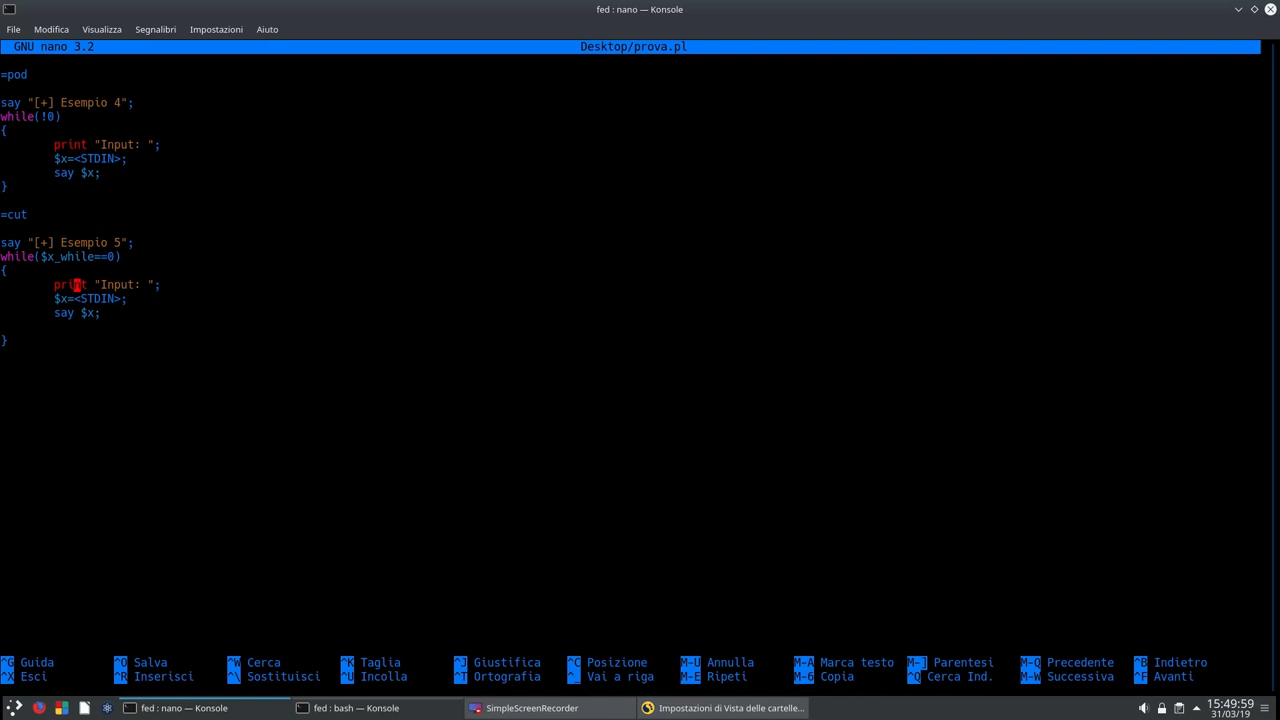 fed : nano — Konsole
File Modifica Visualizza Segnalibri Impostazioni Aiuto
GNU nano 3.2 Desktop/prova.pl
=pod
say "[+] Esempio 4";
while(!0)
{
print "Input: ";
$x=<STDIN>;
say $x;
}
=cut
say "[+] Esempio 5";
while($x_while==0)
{
print "Input: ";
$x=<STDIN>;
say $x;
}
^G Guida ^O Salva ^W Cerca ^K Taglia ^J Giustifica ^C Posizione M-U Annulla M-A Marca testo M-] Parentesi M-Q Precedente ^B Indietro
^X Esci ^R Inserisci ^\ Sostituisci ^U Incolla ^T Ortografia ^_ Vai a riga M-E Ripeti M-6 Copia ^Q Cerca Ind. M-W Successiva ^F Avanti
fed : nano — Konsole fed : bash — Konsole SimpleScreenRecorder Impostazioni di Vista delle cartelle... 15:49:59
31/03/19